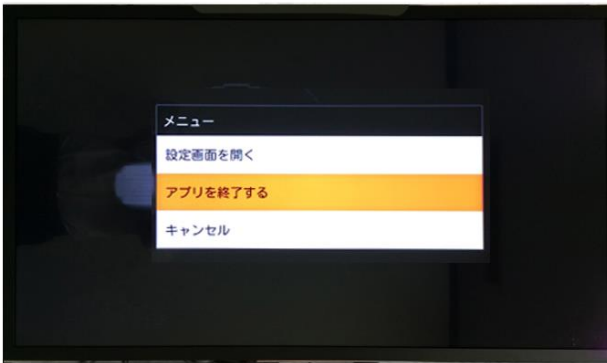 メニュー
設定画面を開く
アプリを終了する
キャンセル